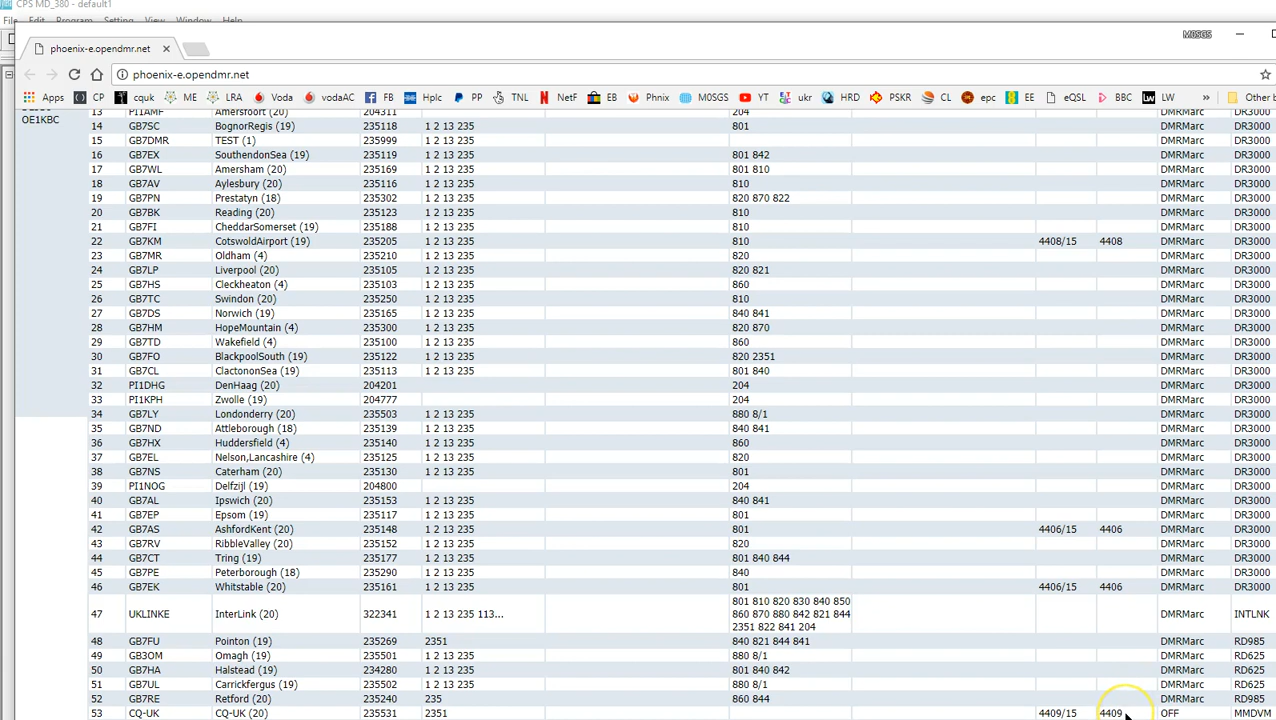 CPS MD_380 - default1
File Edit Program Setting View Window Help
phoenix-e.opendmr.net M0SGS
phoenix-e.opendmr.net
Apps CP cquk ME LRA Voda vodaAC FB Hplc PP TNL NetF EB Phnix M0SGS YT ukr HRD PSKR CL epc EE eQSL BBC LW » Other b
OE1KBC
13 PI1AMF Amersfoort (20) 204311 204 DMRMarc DR3000
14 GB7SC BognorRegis (19) 235118 1 2 13 235 801 DMRMarc DR3000
15 GB7DMR TEST (1) 235999 1 2 13 235 DMRMarc DR3000
16 GB7EX SouthendonSea (19) 235119 1 2 13 235 801 842 DMRMarc DR3000
17 GB7WL Amersham (20) 235169 1 2 13 235 801 810 DMRMarc DR3000
18 GB7AV Aylesbury (20) 235116 1 2 13 235 810 DMRMarc DR3000
19 GB7PN Prestatyn (18) 235302 1 2 13 235 820 870 822 DMRMarc DR3000
20 GB7BK Reading (20) 235123 1 2 13 235 810 DMRMarc DR3000
21 GB7FI CheddarSomerset (19) 235188 1 2 13 235 810 DMRMarc DR3000
22 GB7KM CotswoldAirport (19) 235205 1 2 13 235 810 4408/15 4408 DMRMarc DR3000
23 GB7MR Oldham (4) 235210 1 2 13 235 820 DMRMarc DR3000
24 GB7LP Liverpool (20) 235105 1 2 13 235 820 821 DMRMarc DR3000
25 GB7HS Cleckheaton (4) 235103 1 2 13 235 860 DMRMarc DR3000
26 GB7TC Swindon (20) 235250 1 2 13 235 810 DMRMarc DR3000
27 GB7DS Norwich (19) 235165 1 2 13 235 840 841 DMRMarc DR3000
28 GB7HM HopeMountain (4) 235300 1 2 13 235 820 870 DMRMarc DR3000
29 GB7TD Wakefield (4) 235100 1 2 13 235 860 DMRMarc DR3000
30 GB7FO BlackpoolSouth (19) 235122 1 2 13 235 820 2351 DMRMarc DR3000
31 GB7CL ClactononSea (19) 235113 1 2 13 235 801 840 DMRMarc DR3000
32 PI1DHG DenHaag (20) 204201 204 DMRMarc DR3000
33 PI1KPH Zwolle (19) 204777 204 DMRMarc DR3000
34 GB7LY Londonderry (20) 235503 1 2 13 235 880 8/1 DMRMarc DR3000
35 GB7ND Attleborough (18) 235139 1 2 13 235 840 841 DMRMarc DR3000
36 GB7HX Huddersfield (4) 235140 1 2 13 235 860 DMRMarc DR3000
37 GB7EL Nelson,Lancashire (4) 235125 1 2 13 235 820 DMRMarc DR3000
38 GB7NS Caterham (20) 235130 1 2 13 235 801 DMRMarc DR3000
39 PI1NOG Delfzijl (19) 204800 204 DMRMarc DR3000
40 GB7AL Ipswich (20) 235153 1 2 13 235 840 841 DMRMarc DR3000
41 GB7EP Epsom (19) 235117 1 2 13 235 801 DMRMarc DR3000
42 GB7AS AshfordKent (20) 235148 1 2 13 235 801 4406/15 4406 DMRMarc DR3000
43 GB7RV RibbleValley (20) 235152 1 2 13 235 820 DMRMarc DR3000
44 GB7CT Tring (19) 235177 1 2 13 235 801 840 844 DMRMarc DR3000
45 GB7PE Peterborough (18) 235290 1 2 13 235 840 DMRMarc DR3000
46 GB7EK Whitstable (20) 235161 1 2 13 235 801 4406/15 4406 DMRMarc DR3000
801 810 820 830 840 850
47 UKLINKE InterLink (20) 322341 1 2 13 235 113... 860 870 880 842 821 844 DMRMarc INTLNK
2351 822 841 204
48 GB7FU Pointon (19) 235269 2351 840 821 844 841 DMRMarc RD985
49 GB3OM Omagh (19) 235501 1 2 13 235 880 8/1 DMRMarc RD625
50 GB7HA Halstead (19) 234280 1 2 13 235 801 840 842 DMRMarc RD625
51 GB7UL Carrickfergus (19) 235502 1 2 13 235 880 8/1 DMRMarc RD625
52 GB7RE Retford (20) 235240 235 860 844 DMRMarc RD985
53 CQ-UK CQ-UK (20) 235531 2351 4409/15 4409 OFF MMDVM